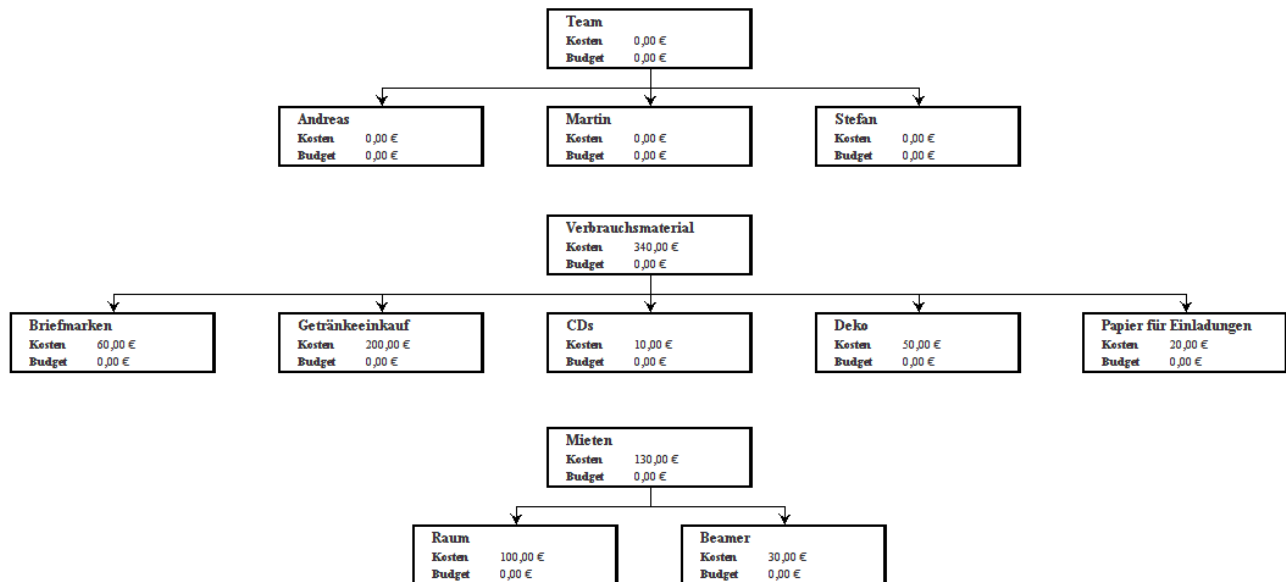 Team
Kosten 0,00 €
Budget 0,00 €
Andreas
Kosten 0,00 €
Budget 0,00 €
Martin
Kosten 0,00 €
Budget 0,00 €
Stefan
Kosten 0,00 €
Budget 0,00 €
Verbrauchsmaterial
Kosten 340,00 €
Budget 0,00 €
Briefmarken
Kosten 60,00 €
Budget 0,00 €
Getränkeeinkauf
Kosten 200,00 €
Budget 0,00 €
CDs
Kosten 10,00 €
Budget 0,00 €
Deko
Kosten 50,00 €
Budget 0,00 €
Papier für Einladungen
Kosten 20,00 €
Budget 0,00 €
Mieten
Kosten 130,00 €
Budget 0,00 €
Raum
Kosten 100,00 €
Budget 0,00 €
Beamer
Kosten 30,00 €
Budget 0,00 €